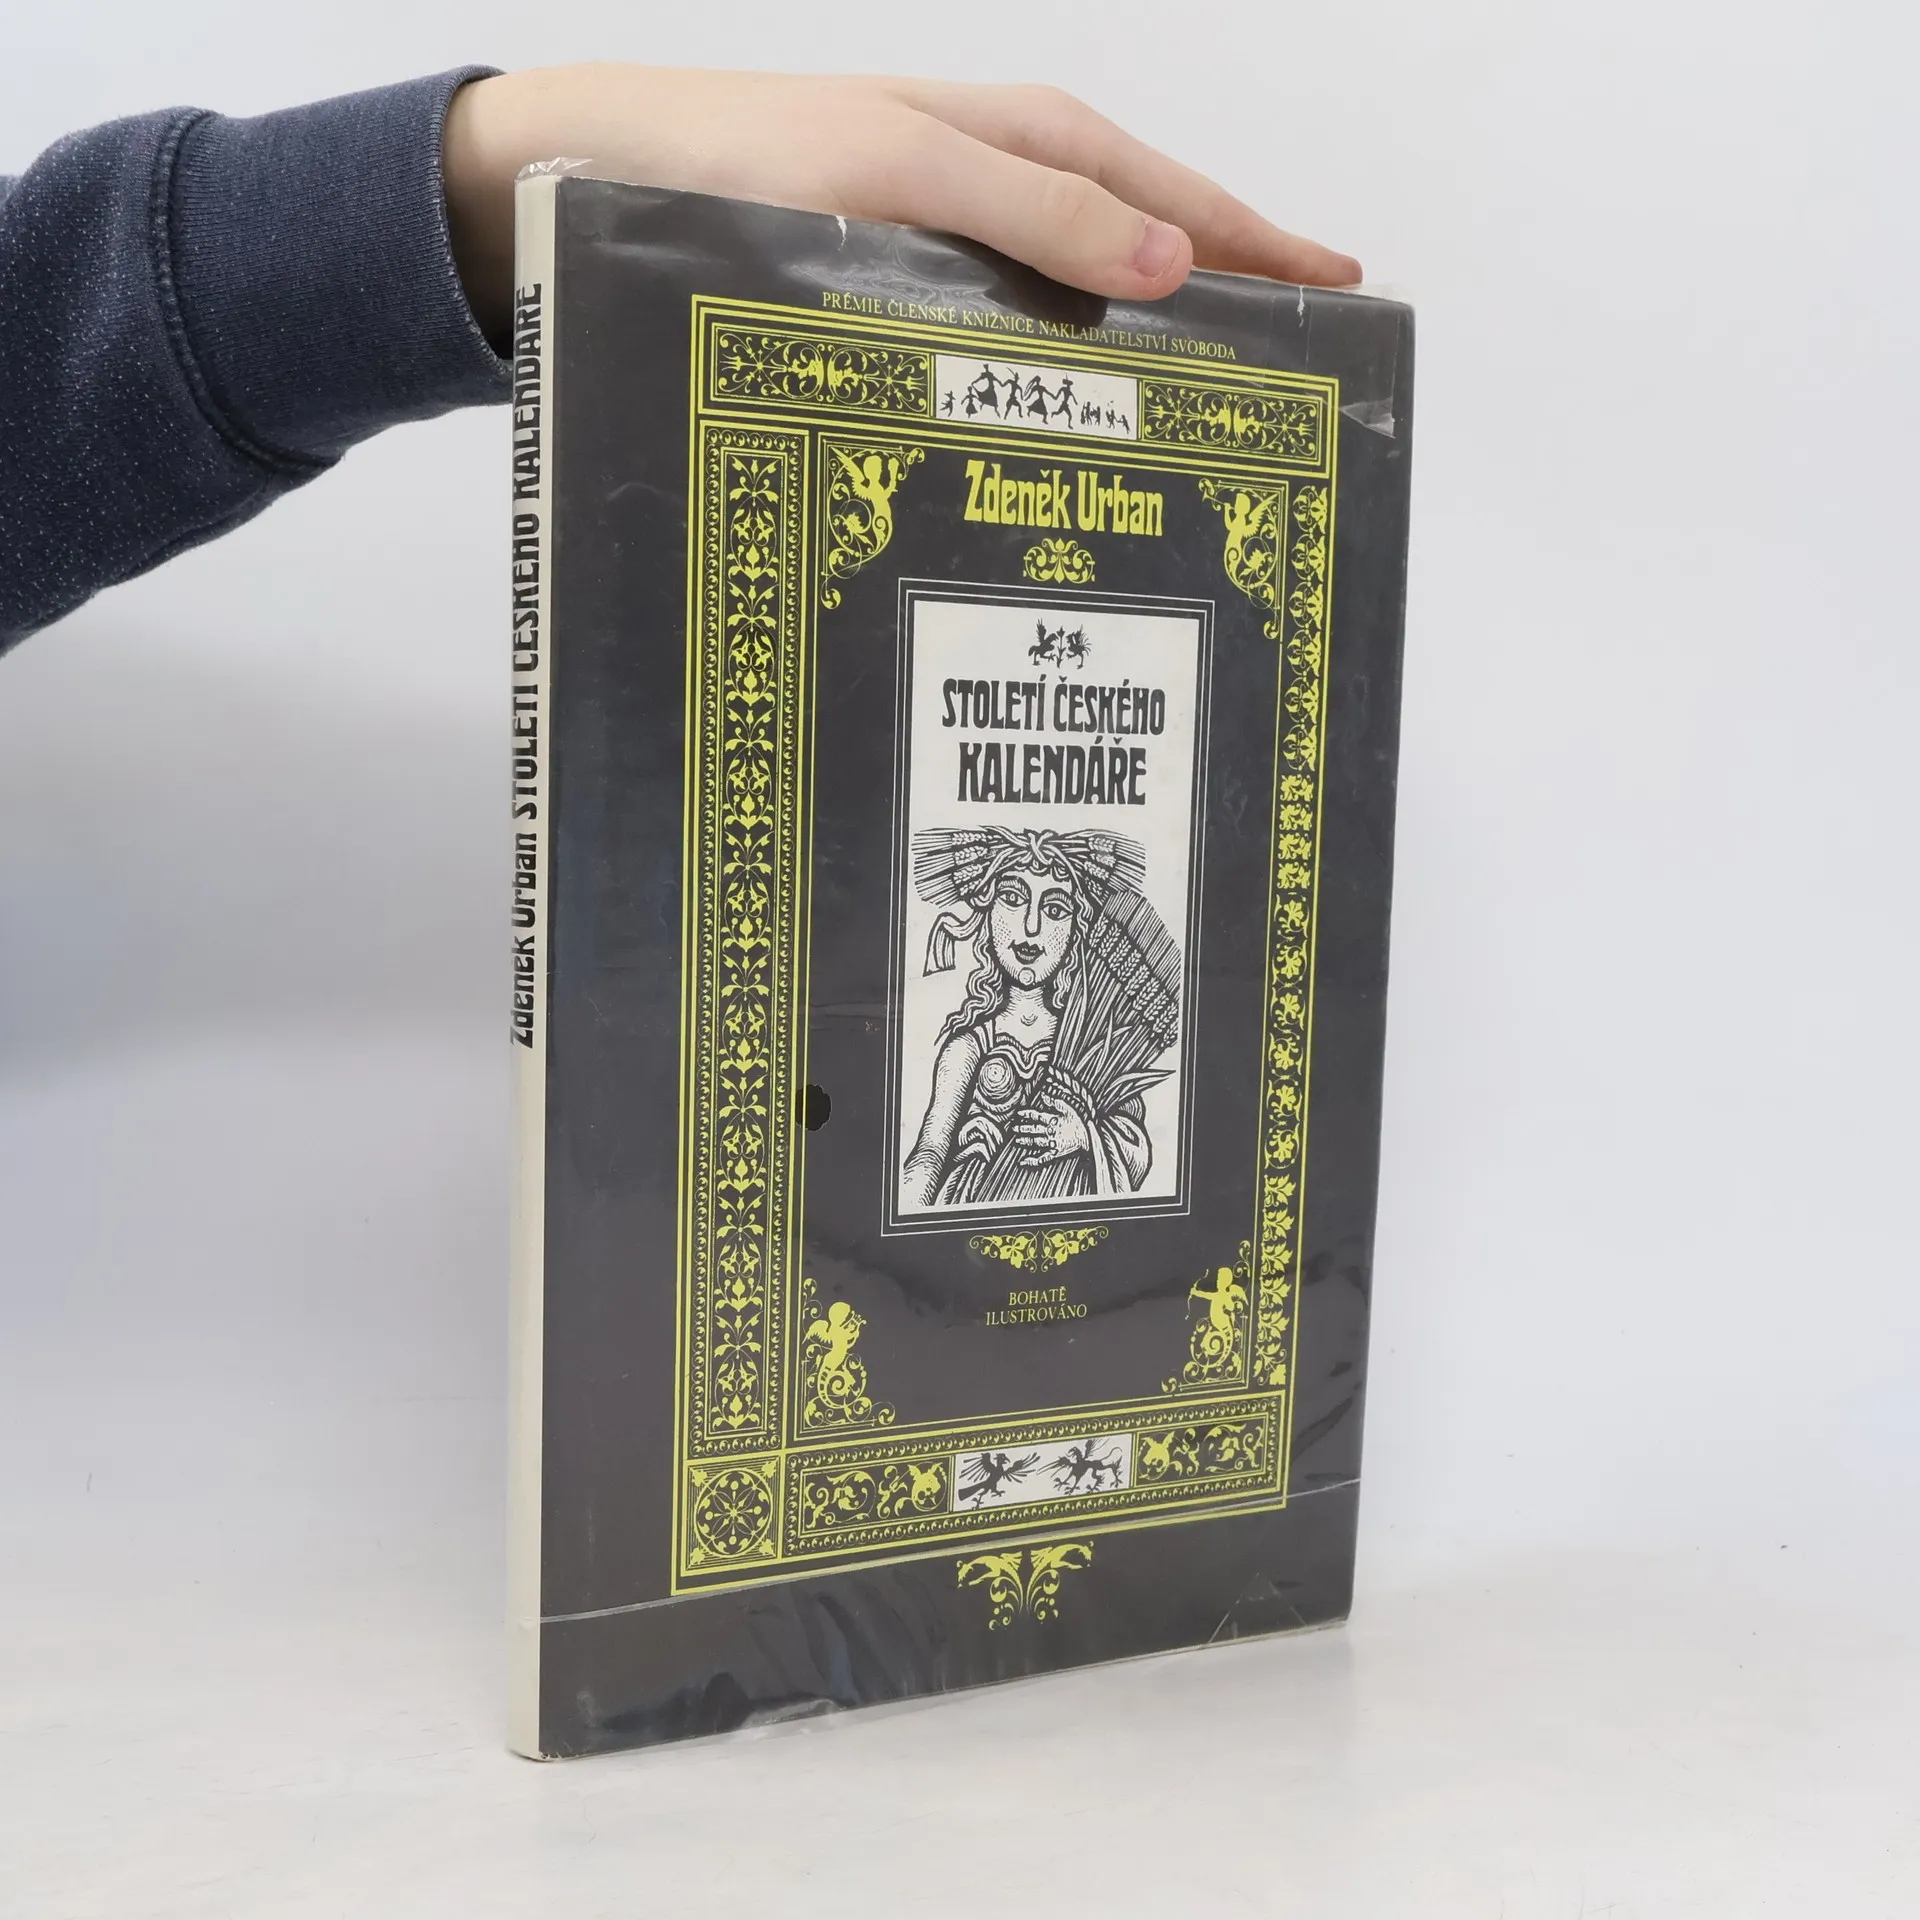 PRÉMIE ČLENSKÉ KNIŽNICE NAKLADATELSTVÍ SVOBODA
Zdeněk Urban
STOLETÍ ČESKÉHO
KALENDÁŘE
BOHATĚ
ILUSTROVÁNO
Zdeněk Urban STOLETÍ ČESKÉHO KALENDÁŘE